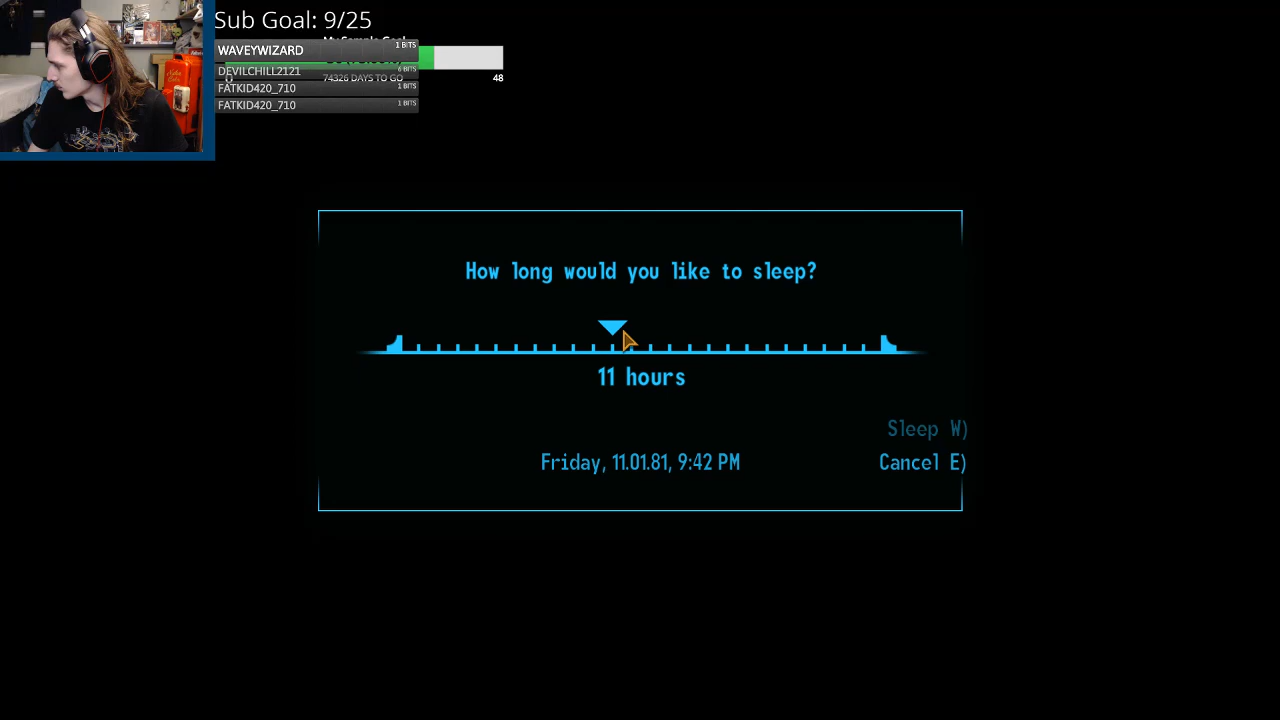 Sub Goal: 9/25
WAVEYWIZARD 1 BITS
DEVILCHILL2121 6 BITS
74326 DAYS TO GO 48
FATKID420_710 1 BITS
FATKID420_710 1 BITS
How long would you like to sleep?
11 hours
Sleep W)
Friday, 11.01.81, 9:42 PM
Cancel E)